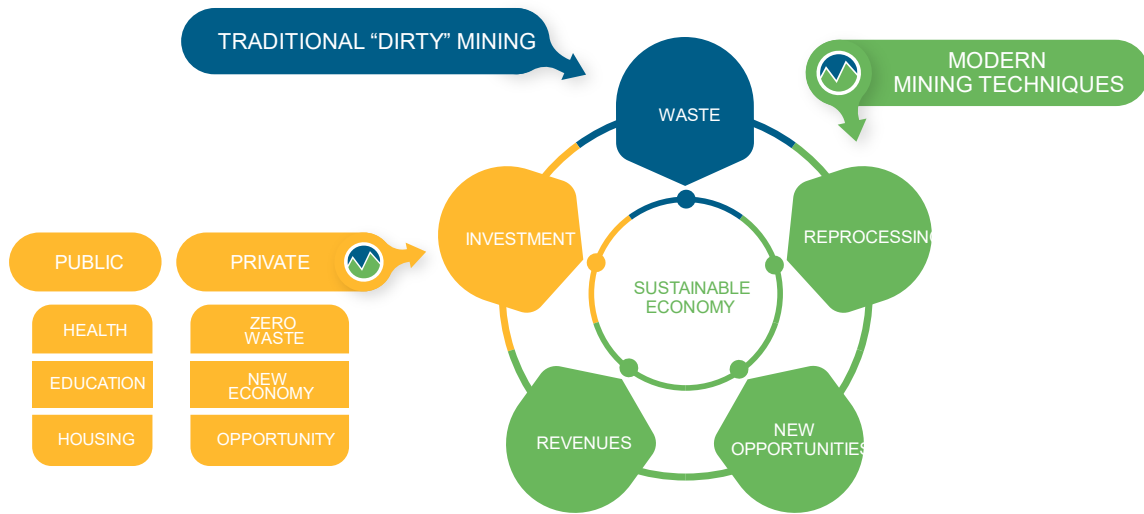 TRADITIONAL “DIRTY” MINING
MODERN
MINING TECHNIQUES
WASTE
INVESTMENT
REPROCESSING
PUBLIC
PRIVATE
SUSTAINABLE
ECONOMY
HEALTH
ZERO
WASTE
EDUCATION
NEW
ECONOMY
HOUSING
OPPORTUNITY
REVENUES
NEW
OPPORTUNITIES